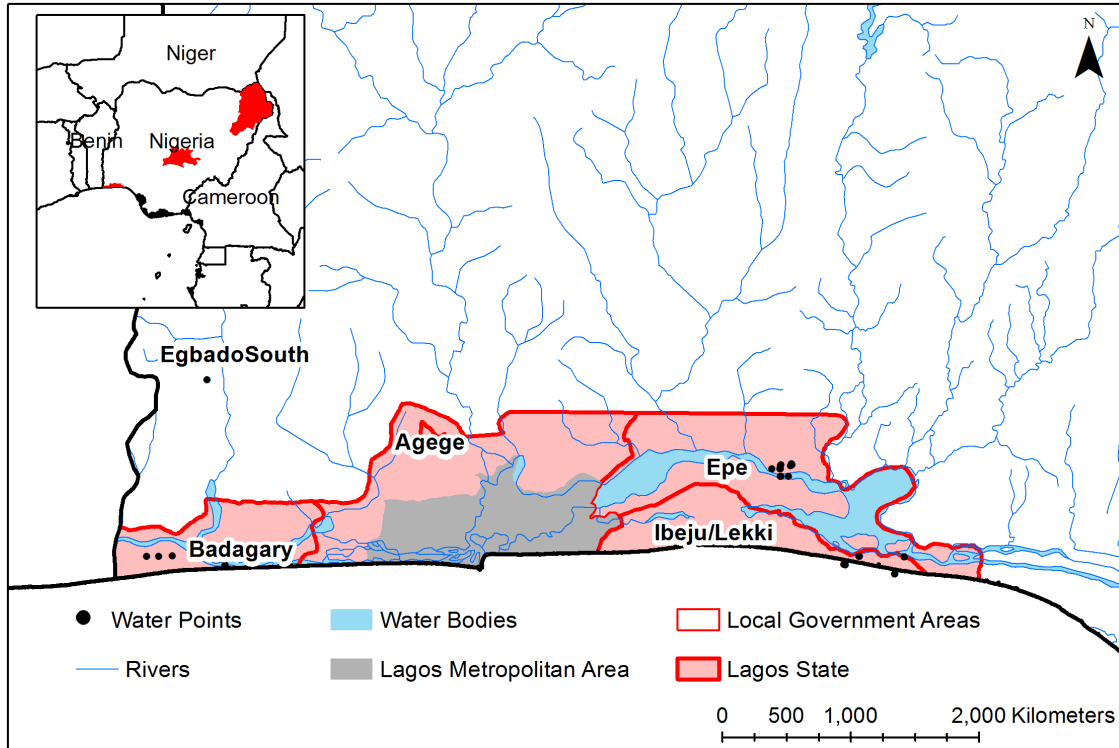 N
Niger
Benin
Nigeria
Cameroon
EgbadoSouth
Agege
Epe
Ibeju/Lekki
Badagary
Water Points
Water Bodies
Local Government Areas
Rivers
Lagos Metropolitan Area
Lagos State
0 500 1,000 2,000 Kilometers